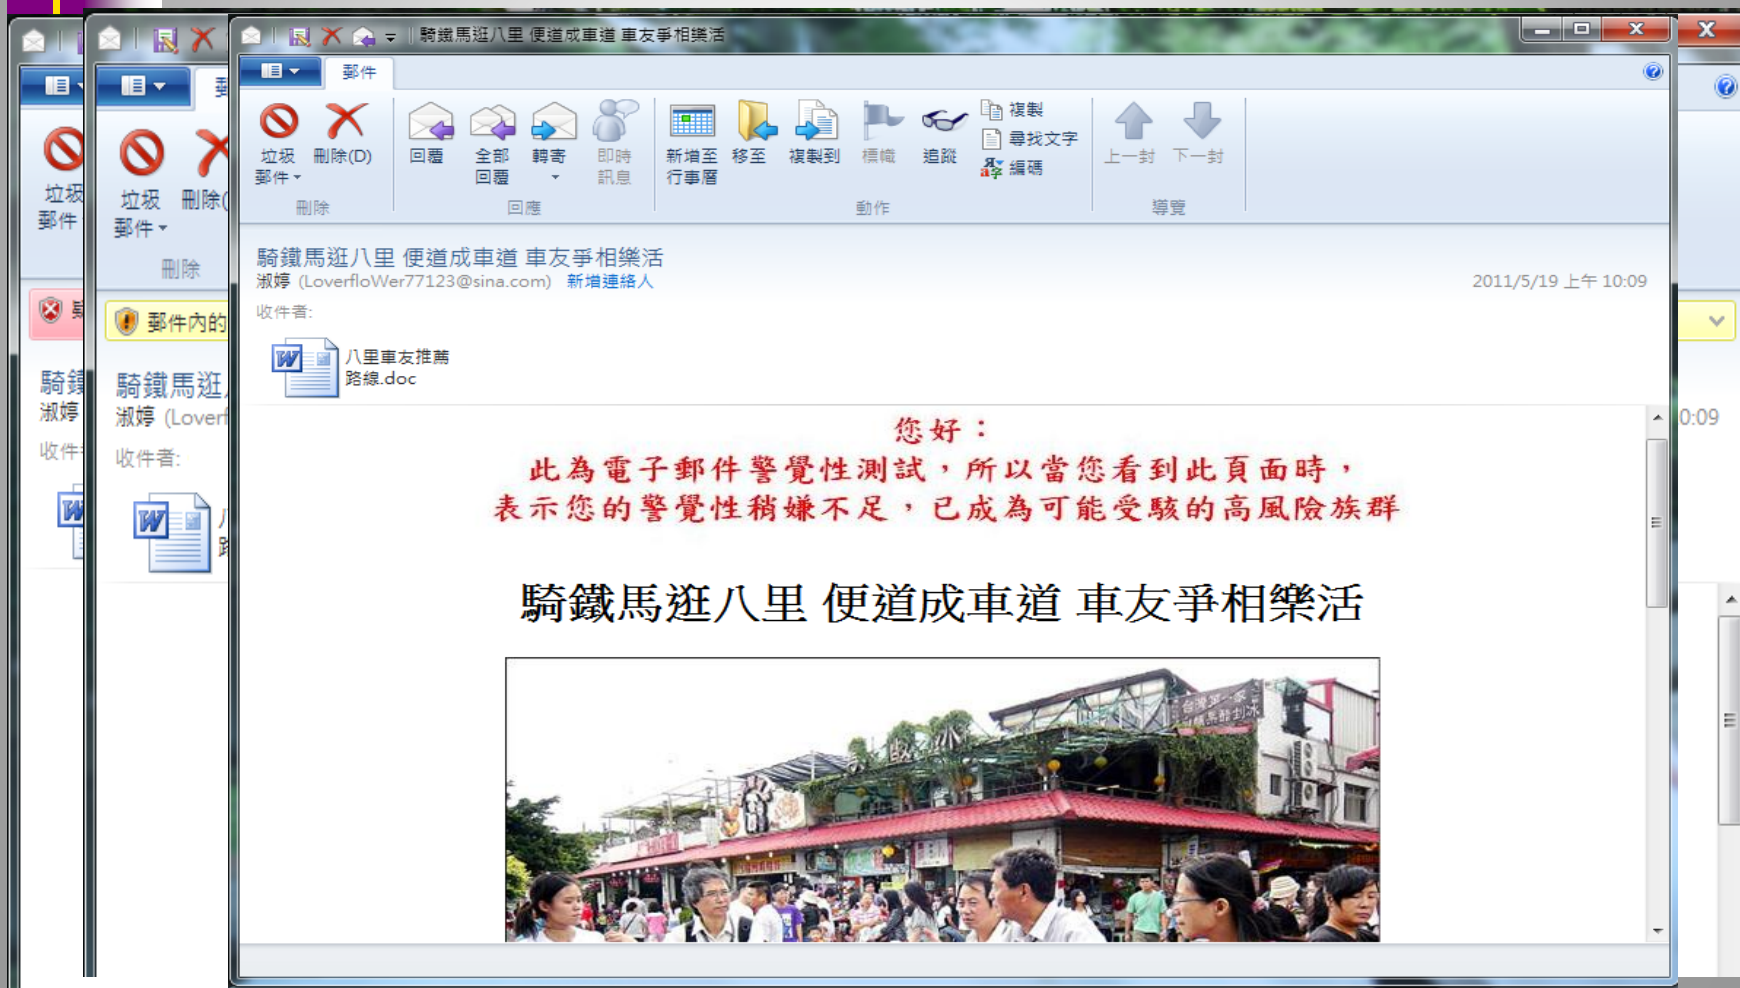 騎鐵馬逛八里 便道成車道 車友爭相樂活
郵件
垃圾
郵件
刪除(D)
回覆
全部
回覆
轉寄
即時
訊息
新增至
行事曆
移至
複製到
標幟
追蹤
複製
尋找文字
編碼
上一封
下一封
刪除
回應
動作
導覽
騎鐵馬逛八里 便道成車道 車友爭相樂活
淑婷 (LoverfloWer77123@sina.com) 新增連絡人
2011/5/19 上午 10:09
收件者:
八里車友推薦
路線.doc
您好：
此為電子郵件警覺性測試，所以當您看到此頁面時，
表示您的警覺性稍嫌不足，已成為可能受駭的高風險族群
騎鐵馬逛八里 便道成車道 車友爭相樂活
垃圾
郵件
刪除(
刪除
郵件內的
騎鐵馬逛
淑婷 (Loverf
收件者:
垃圾
郵件
騎鐵
淑婷
收件
0:09